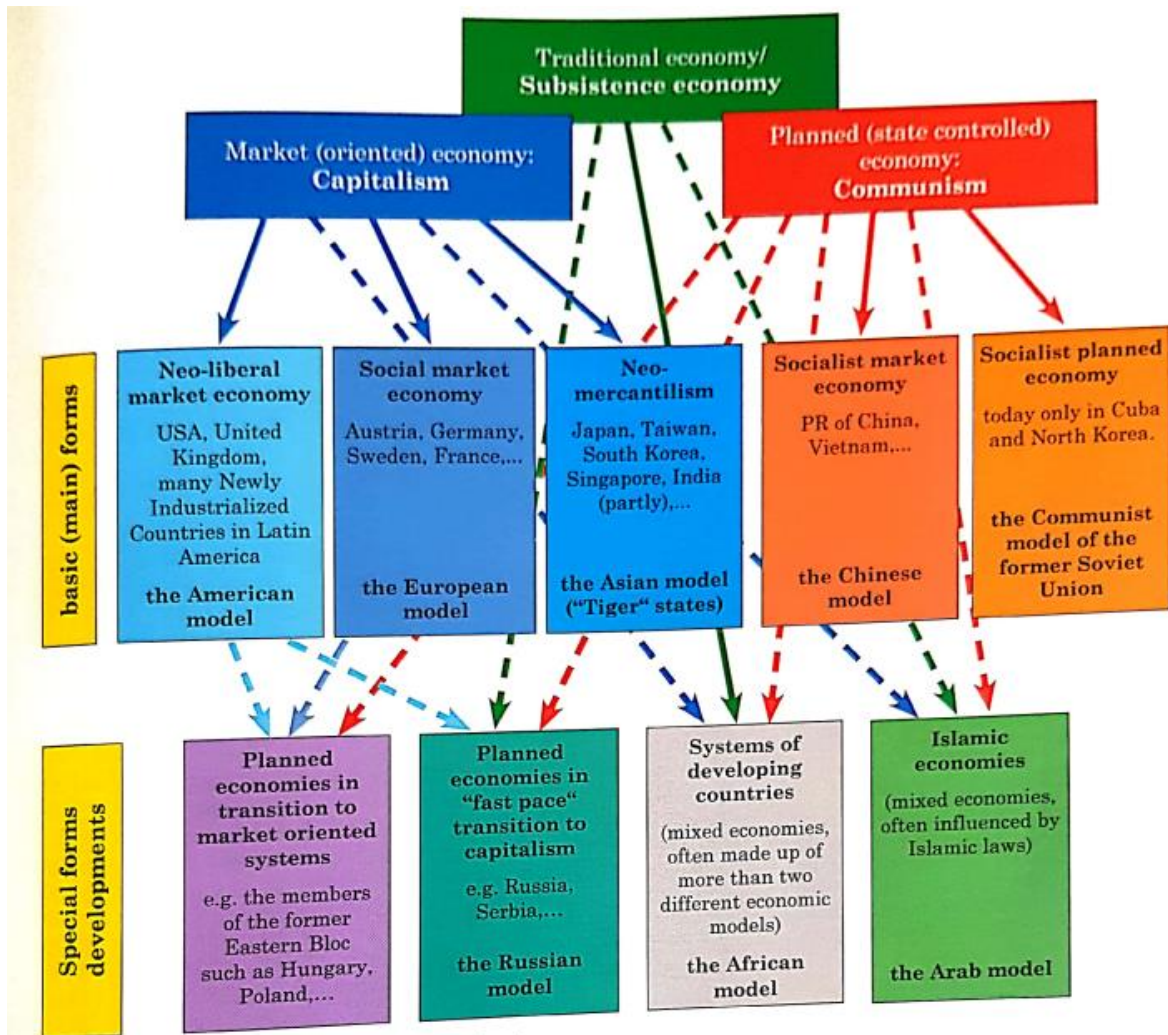 Traditional economy/
Subsistence economy
Market (oriented) economy:
Capitalism
Planned (state controlled)
economy:
Communism
basic (main) forms
Neo-liberal
market economy
USA, United
Kingdom,
many Newly
Industrialized
Countries in Latin
America
the American
model
Social market
economy
Austria, Germany,
Sweden, France,...
the European
model
Neo-
mercantilism
Japan, Taiwan,
South Korea,
Singapore, India
(partly),...
the Asian model
(“Tiger“ states)
Socialist market
economy
PR of China,
Vietnam,...
the Chinese
model
Socialist planned
economy
today only in Cuba
and North Korea.
the Communist
model of the
former Soviet
Union
Special forms
developments
Planned
economies in
transition to
market oriented
systems
e.g. the members
of the former
Eastern Bloc
such as Hungary,
Poland,...
Planned
economies in
“fast pace“
transition to
capitalism
e.g. Russia,
Serbia,...
the Russian
model
Systems of
developing
countries
(mixed economies,
often made up of
more than two
different economic
models)
the African
model
Islamic
economies
(mixed economies,
often influenced by
Islamic laws)
the Arab model